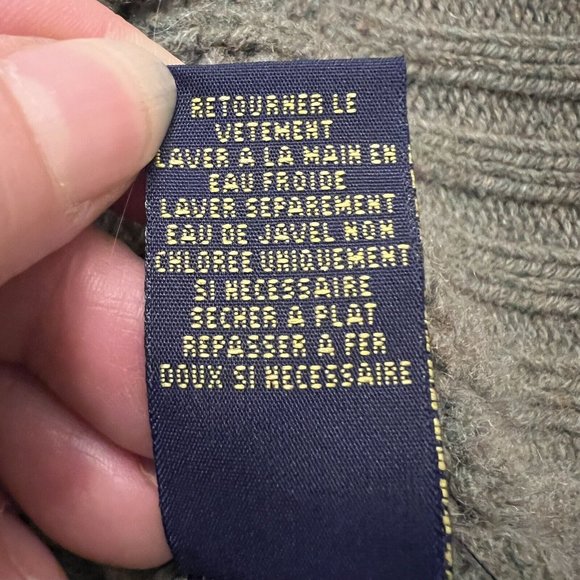 RETOURNER LE
VETEMENT
LAVER A LA MAIN EN
EAU FROIDE
LAVER SEPAREMENT
EAU DE JAVEL NON
CHLOREE UNIQUEMENT
SI NECESSAIRE
SECHER A PLAT
REPASSER A FER
DOUX SI NECESSAIRE